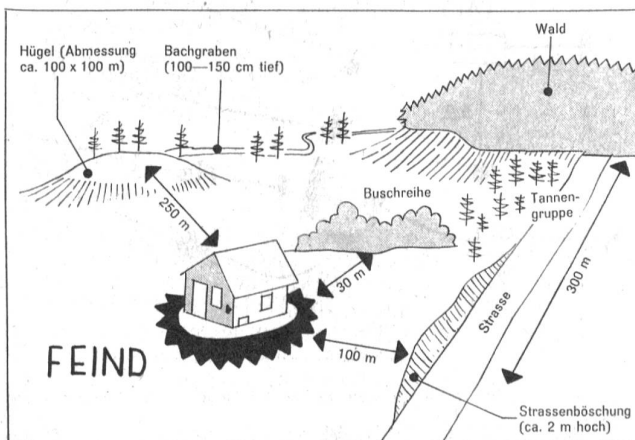 Hügel (Abmessung
ca. 100 x 100 m)
Bachgraben
(100—150 cm tief)
Wald
Buschreihe
Tannen-
gruppe
250 m
30 m
300 m
Strasse
100 m
FEIND
Strassenböschung
(ca. 2 m hoch)